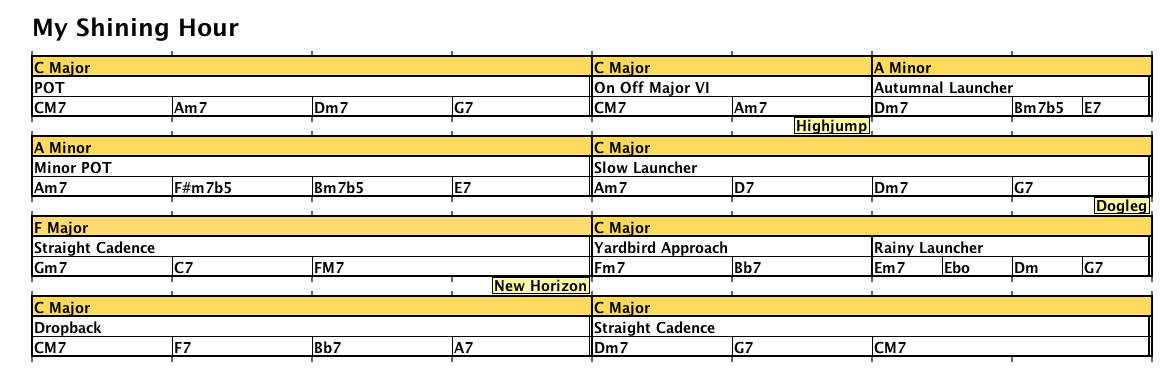 My Shining Hour
C Major C Major A Minor
POT On Off Major VI Autumnal Launcher
CM7 Am7 Dm7 G7 CM7 Am7 Dm7 Bm7b5 E7
Highjump
A Minor C Major
Minor POT Slow Launcher
Am7 F#m7b5 Bm7b5 E7 Am7 D7 Dm7 G7
Dogleg
F Major C Major
Straight Cadence Yardbird Approach Rainy Launcher
Gm7 C7 FM7 Fm7 Bb7 Em7 Ebo Dm G7
New Horizon
C Major C Major
Dropback Straight Cadence
CM7 F7 Bb7 A7 Dm7 G7 CM7